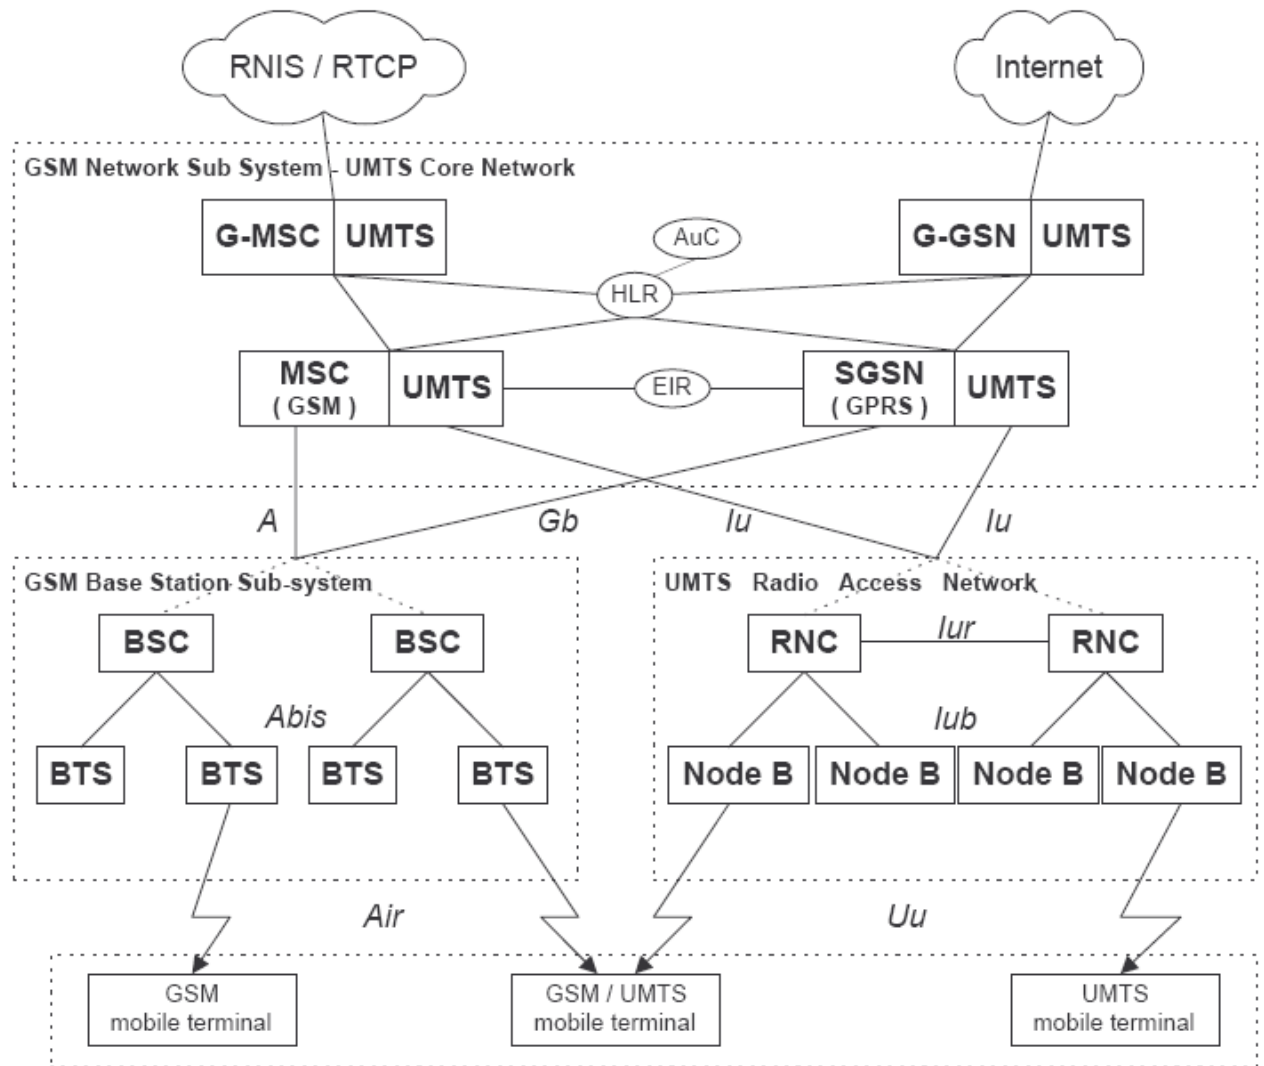 RNIS / RTCP
Internet
GSM Network Sub System - UMTS Core Network
G-MSC
UMTS
AuC
G-GSN
UMTS
HLR
MSC
( GSM )
UMTS
EIR
SGSN
( GPRS )
UMTS
A
Gb
Iu
Iu
GSM Base Station Sub-system
UMTS Radio Access Network
BSC
BSC
RNC
Iur
RNC
Abis
Iub
BTS
BTS
BTS
BTS
Node B
Node B
Node B
Node B
Air
Uu
GSM
mobile terminal
GSM / UMTS
mobile terminal
UMTS
mobile terminal